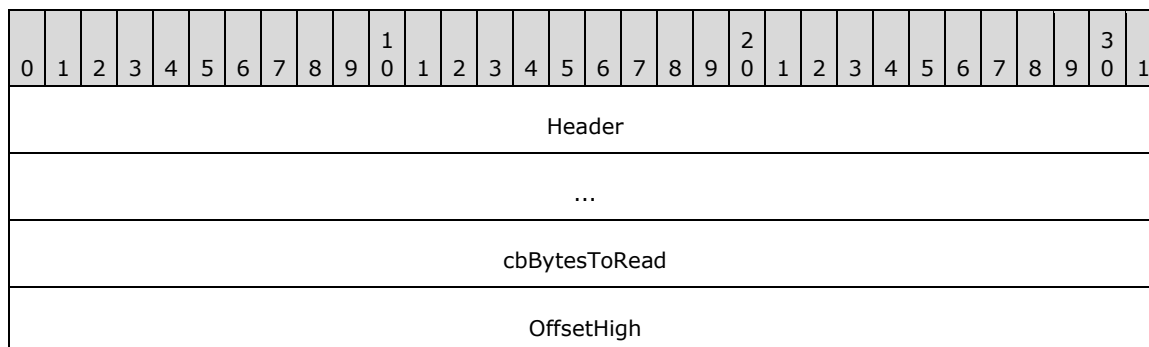 1 2 3
0 1 2 3 4 5 6 7 8 9 0 1 2 3 4 5 6 7 8 9 0 1 2 3 4 5 6 7 8 9 0 1
Header
...
cbBytesToRead
OffsetHigh